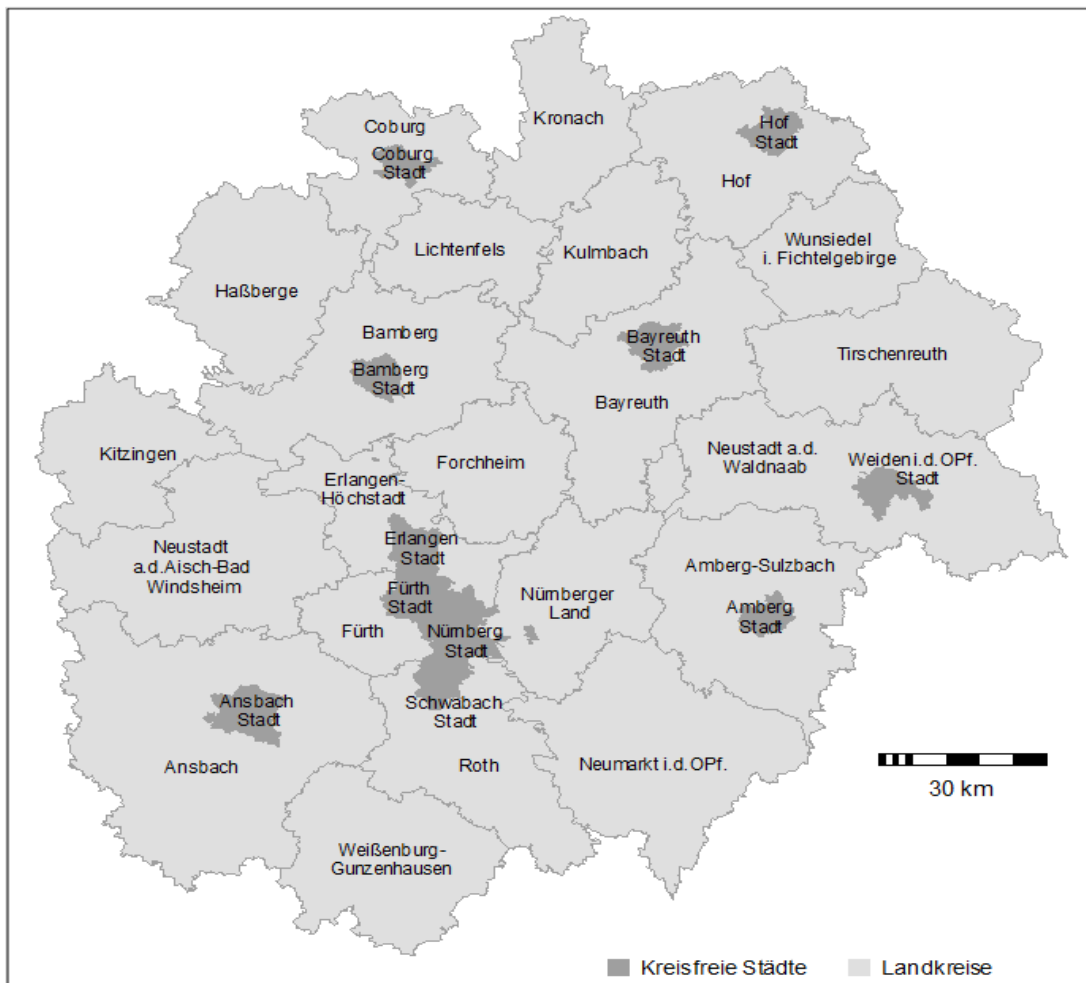 Kronach
Coburg
Coburg
Stadt
Hof
Stadt
Hof
Lichtenfels
Kulmbach
Wunsiedel
i. Fichtelgebirge
Haßberge
Bamberg
Bamberg
Stadt
Bayreuth
Stadt
Bayreuth
Tirschenreuth
Kitzingen
Erlangen-
Höchstadt
Forchheim
Neustadt a.d.
Waldnaab
Weiden i.d.OPf.
Stadt
Neustadt
a.d.Aisch-Bad
Windsheim
Erlangen
Stadt
Fürth
Stadt
Fürth
Nürnberg
Stadt
Nürnberger
Land
Amberg-Sulzbach
Amberg
Stadt
Ansbach
Stadt
Ansbach
Schwabach
Stadt
Roth
Neumarkt i.d.OPf.
30 km
Weißenburg-
Gunzenhausen
Kreisfreie Städte
Landkreise